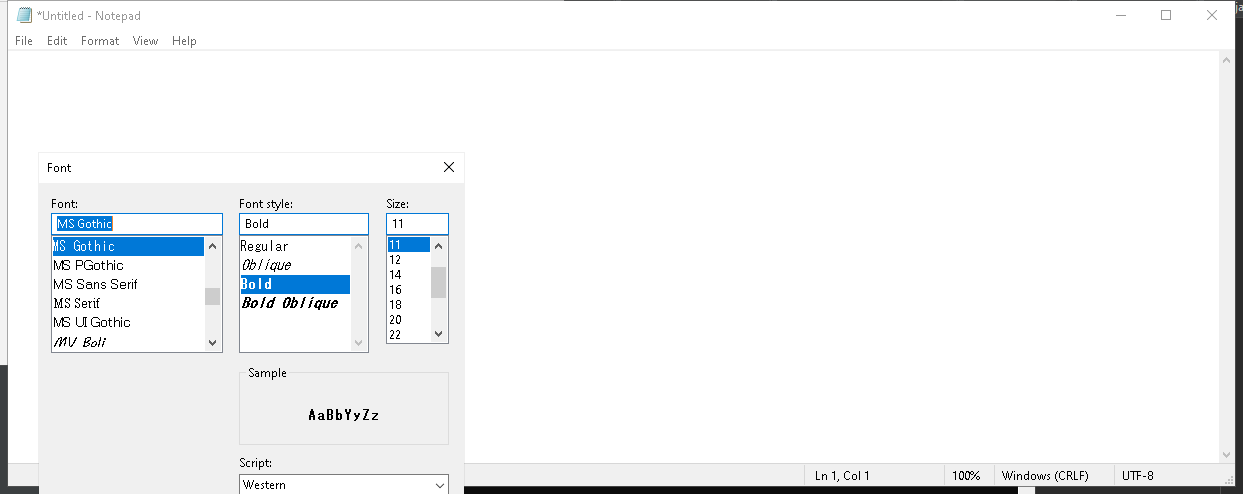 *Untitled - Notepad
File Edit Format View Help
Font
Font: Font style: Size:
MS Gothic Bold 11
MS Gothic Regular 11
MS PGothic Oblique 12
MS Sans Serif Bold 14
MS Serif Bold Oblique 16
MS UI Gothic 18
MV Boli 20
22
Sample
AaBbYyZz
Script:
Western
Ln 1, Col 1 100% Windows (CRLF) UTF-8